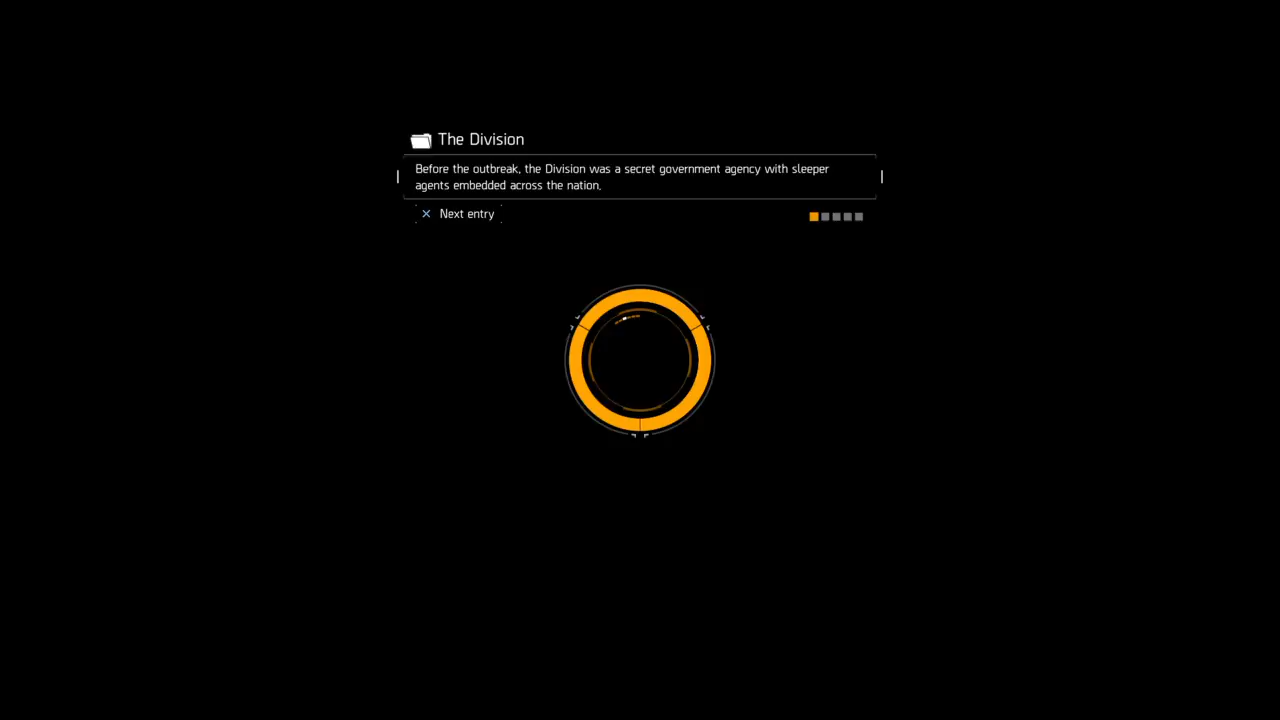 The Division
Before the outbreak, the Division was a secret government agency with sleeper
agents embedded across the nation.
Next entry